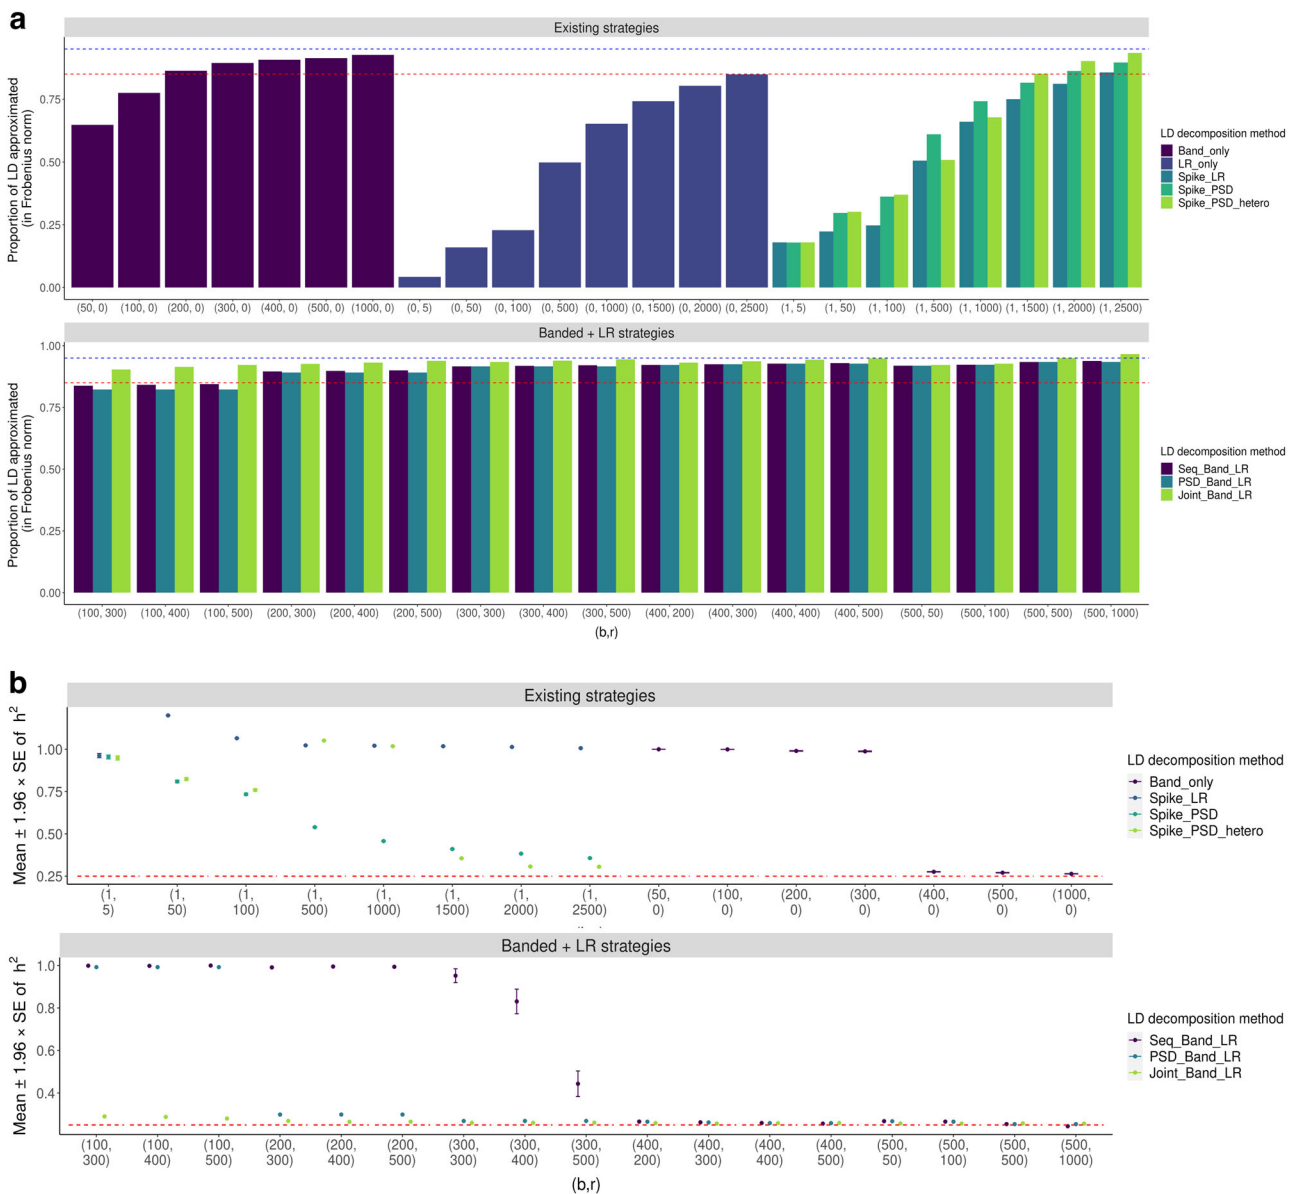 a
Existing strategies
Proportion of LD approximated
(in Frobenius norm)
0.75
0.50
0.25
0.00
(50, 0) (100, 0) (200, 0) (300, 0) (400, 0) (500, 0) (1000, 0) (0, 5) (0, 50) (0, 100) (0, 500) (0, 1000) (0, 1500) (0, 2000) (0, 2500) (1, 5) (1, 50) (1, 100) (1, 500) (1, 1000) (1, 1500) (1, 2000) (1, 2500)
LD decomposition method
Band_only
LR_only
Spike_LR
Spike_PSD
Spike_PSD_hetero
Banded + LR strategies
Proportion of LD approximated
(in Frobenius norm)
1.00
0.75
0.50
0.25
0.00
(100, 300) (100, 400) (100, 500) (200, 300) (200, 400) (200, 500) (300, 300) (300, 400) (300, 500) (400, 200) (400, 300) (400, 400) (400, 500) (500, 50) (500, 100) (500, 500) (500, 1000)
(b,r)
LD decomposition method
Seq_Band_LR
PSD_Band_LR
Joint_Band_LR
b
Existing strategies
Mean ± 1.96 × SE of h²
1.00
0.75
0.50
0.25
(1, (1, (1, (1, (1, (1, (1, (1, (50, (100, (200, (300, (400, (500, (1000,
5) 50) 100) 500) 1000) 1500) 2000) 2500) 0) 0) 0) 0) 0) 0) 0)
LD decomposition method
Band_only
Spike_LR
Spike_PSD
Spike_PSD_hetero
Banded + LR strategies
Mean ± 1.96 × SE of h²
1.0
0.8
0.6
0.4
(100, (100, (100, (200, (200, (200, (300, (300, (300, (400, (400, (400, (400, (500, (500, (500, (500,
300) 400) 500) 300) 400) 500) 300) 400) 500) 200) 300) 400) 500) 50) 100) 500) 1000)
(b,r)
LD decomposition method
Seq_Band_LR
PSD_Band_LR
Joint_Band_LR